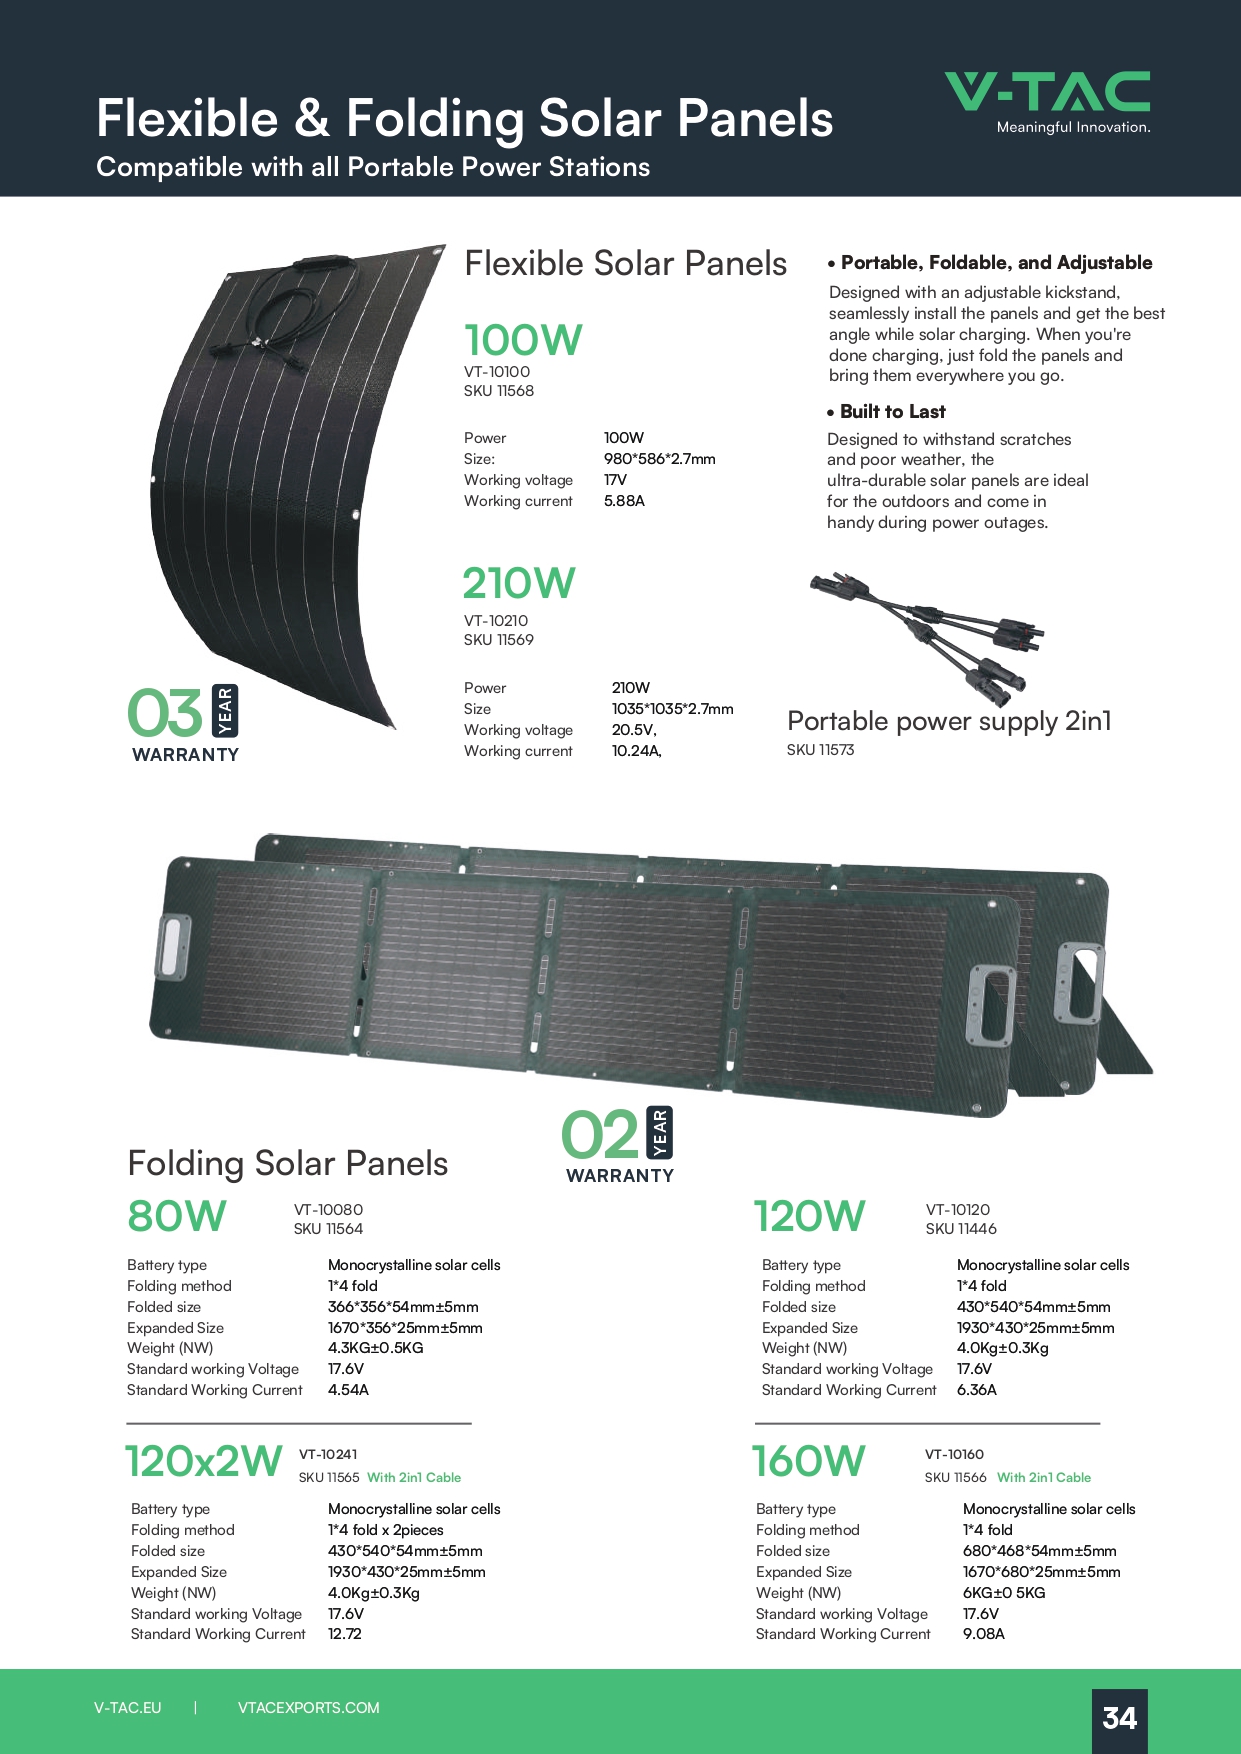 Flexible & Folding Solar Panels
Compatible with all Portable Power Stations
V-TAC
Meaningful Innovation.
Flexible Solar Panels
100W
VT-10100
SKU 11568
Power 100W
Size: 980*586*2.7mm
Working voltage 17V
Working current 5.88A
210W
VT-10210
SKU 11569
Power 210W
Size 1035*1035*2.7mm
Working voltage 20.5V,
Working current 10.24A,
03 YEAR
WARRANTY
• Portable, Foldable, and Adjustable
Designed with an adjustable kickstand,
seamlessly install the panels and get the best
angle while solar charging. When you're
done charging, just fold the panels and
bring them everywhere you go.
• Built to Last
Designed to withstand scratches
and poor weather, the
ultra-durable solar panels are ideal
for the outdoors and come in
handy during power outages.
Portable power supply 2in1
SKU 11573
02 YEAR
WARRANTY
Folding Solar Panels
80W
VT-10080
SKU 11564
Battery type Monocrystalline solar cells
Folding method 1*4 fold
Folded size 366*356*54mm±5mm
Expanded Size 1670*356*25mm±5mm
Weight (NW) 4.3KG±0.5KG
Standard working Voltage 17.6V
Standard Working Current 4.54A
120W
VT-10120
SKU 11446
Battery type Monocrystalline solar cells
Folding method 1*4 fold
Folded size 430*540*54mm±5mm
Expanded Size 1930*430*25mm±5mm
Weight (NW) 4.0Kg±0.3Kg
Standard working Voltage 17.6V
Standard Working Current 6.36A
120x2W
VT-10241
SKU 11565 With 2in1 Cable
Battery type Monocrystalline solar cells
Folding method 1*4 fold x 2pieces
Folded size 430*540*54mm±5mm
Expanded Size 1930*430*25mm±5mm
Weight (NW) 4.0Kg±0.3Kg
Standard working Voltage 17.6V
Standard Working Current 12.72
160W
VT-10160
SKU 11566 With 2in1 Cable
Battery type Monocrystalline solar cells
Folding method 1*4 fold
Folded size 680*468*54mm±5mm
Expanded Size 1670*680*25mm±5mm
Weight (NW) 6KG±0 5KG
Standard working Voltage 17.6V
Standard Working Current 9.08A
V-TAC.EU | VTACEXPORTS.COM
34